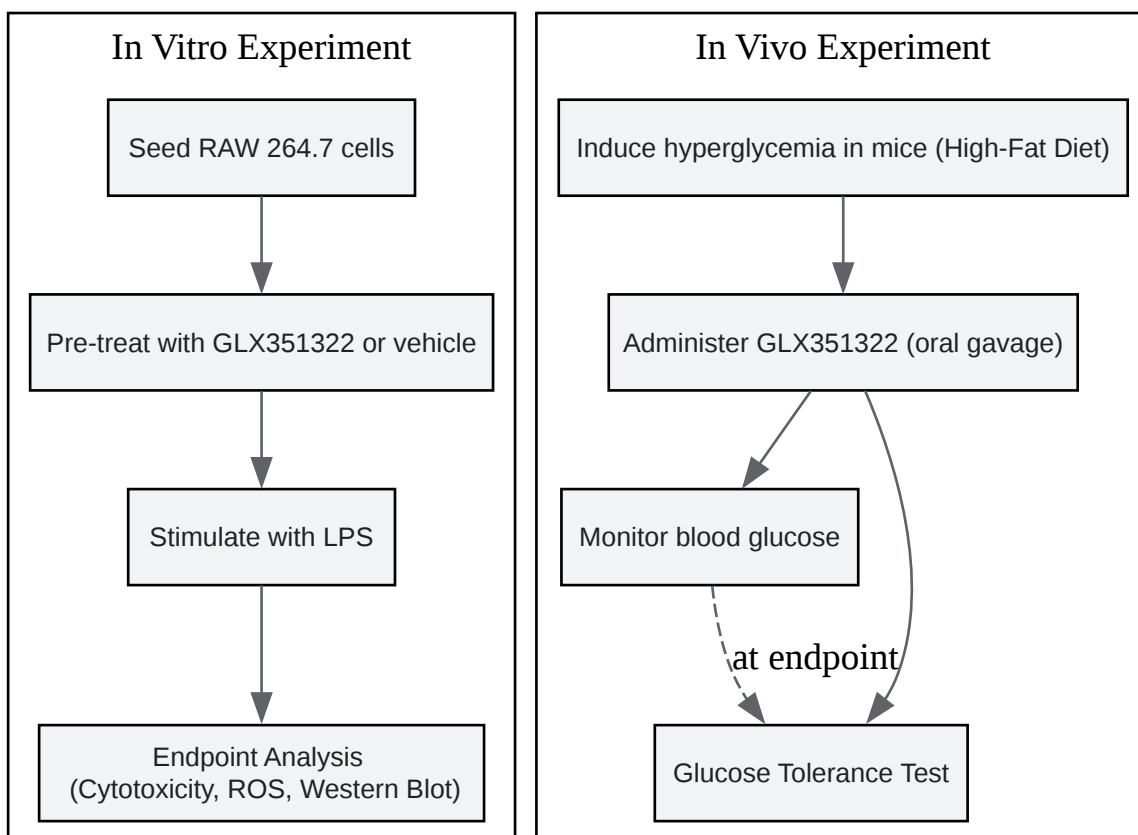 In Vitro Experiment
Seed RAW 264.7 cells
Pre-treat with GLX351322 or vehicle
Stimulate with LPS
Endpoint Analysis
(Cytotoxicity, ROS, Western Blot)
In Vivo Experiment
Induce hyperglycemia in mice (High-Fat Diet)
Administer GLX351322 (oral gavage)
Monitor blood glucose
at endpoint
Glucose Tolerance Test